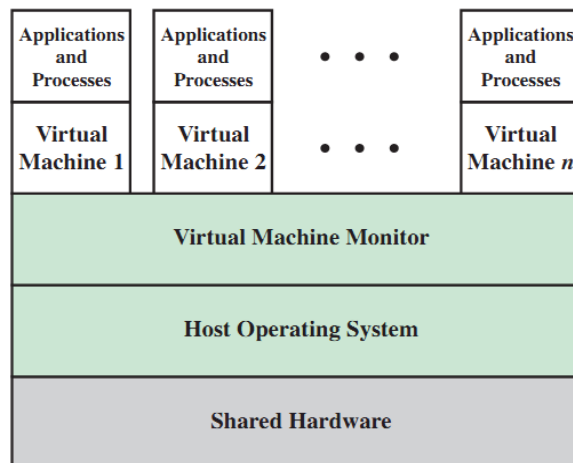 Applications and Processes
Applications and Processes
Applications and Processes
Virtual Machine 1
Virtual Machine 2
Virtual Machine n
Virtual Machine Monitor
Host Operating System
Shared Hardware